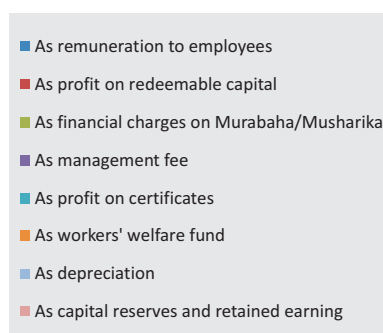 As remuneration to employees
As profit on redeemable capital
As financial charges on Murabaha/Musharika
As management fee
As profit on certificates
As workers' welfare fund
As depreciation
As capital reserves and retained earning